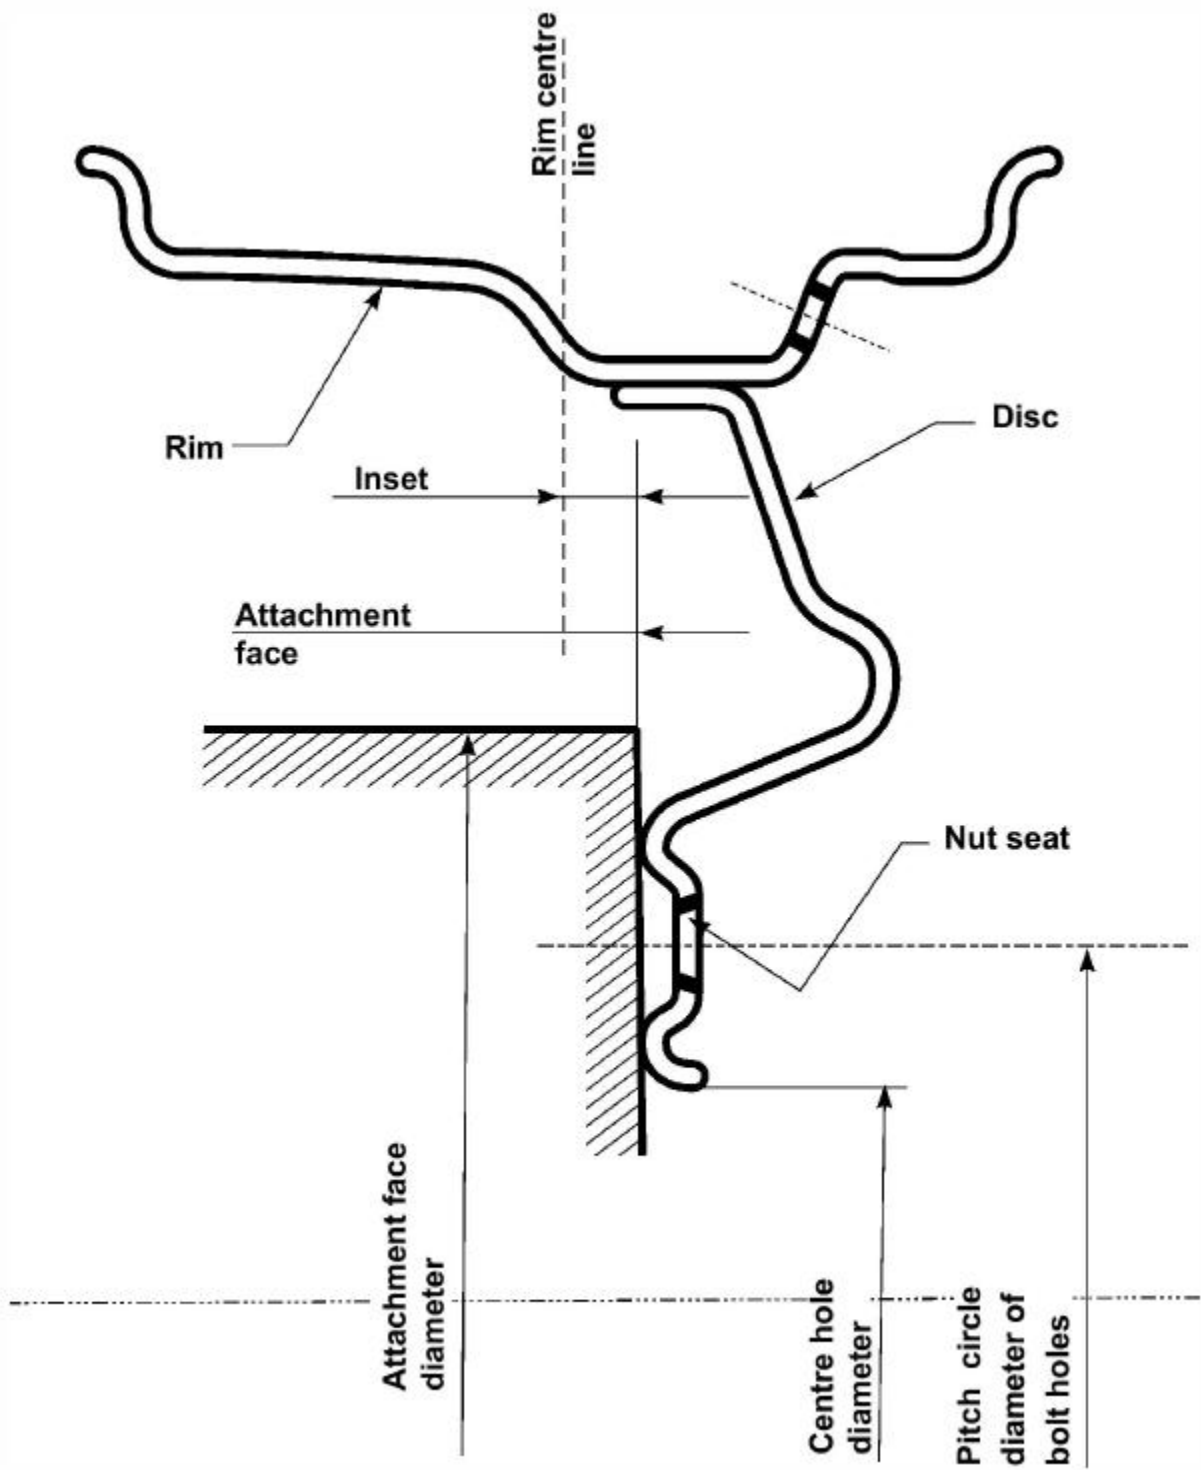 Rim centre
line
Rim
Disc
Inset
Attachment
face
Nut seat
Attachment face
diameter
Centre hole
diameter
Pitch circle
diameter of
bolt holes